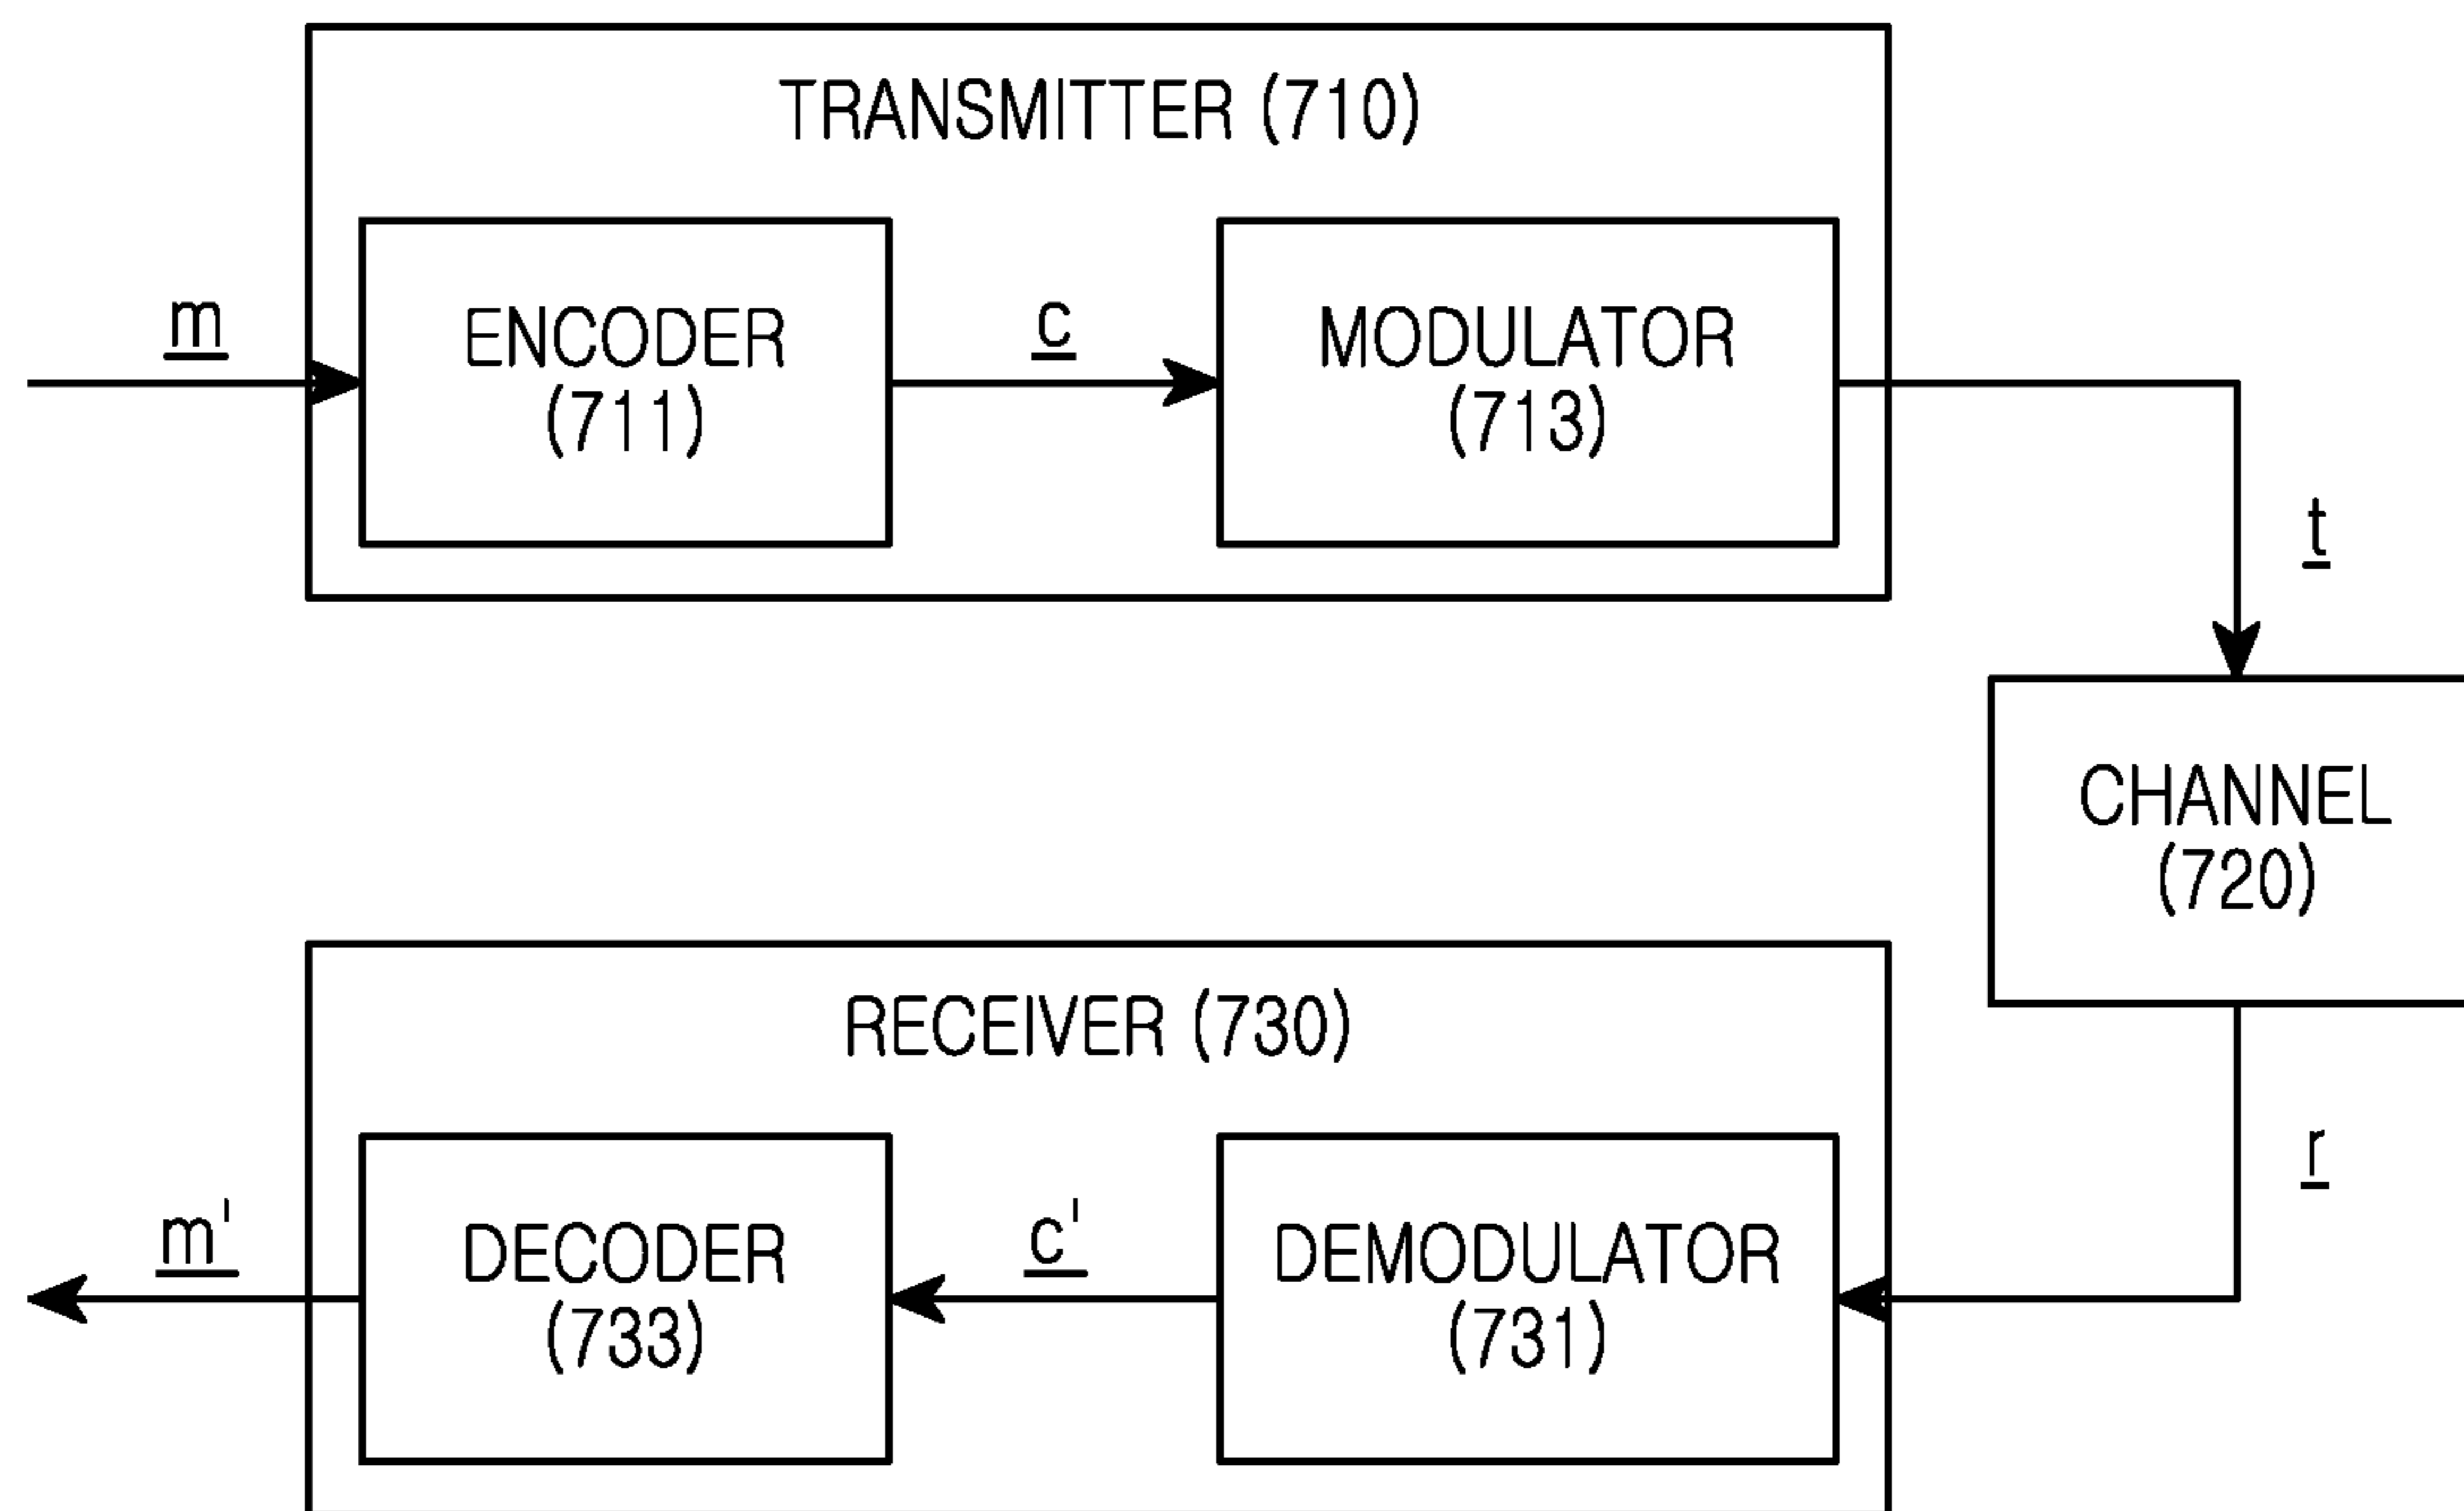 TRANSMITTER (710)
m
ENCODER
(711)
c
MODULATOR
(713)
t
CHANNEL
(720)
r
RECEIVER (730)
DEMODULATOR
(731)
c'
DECODER
(733)
m'